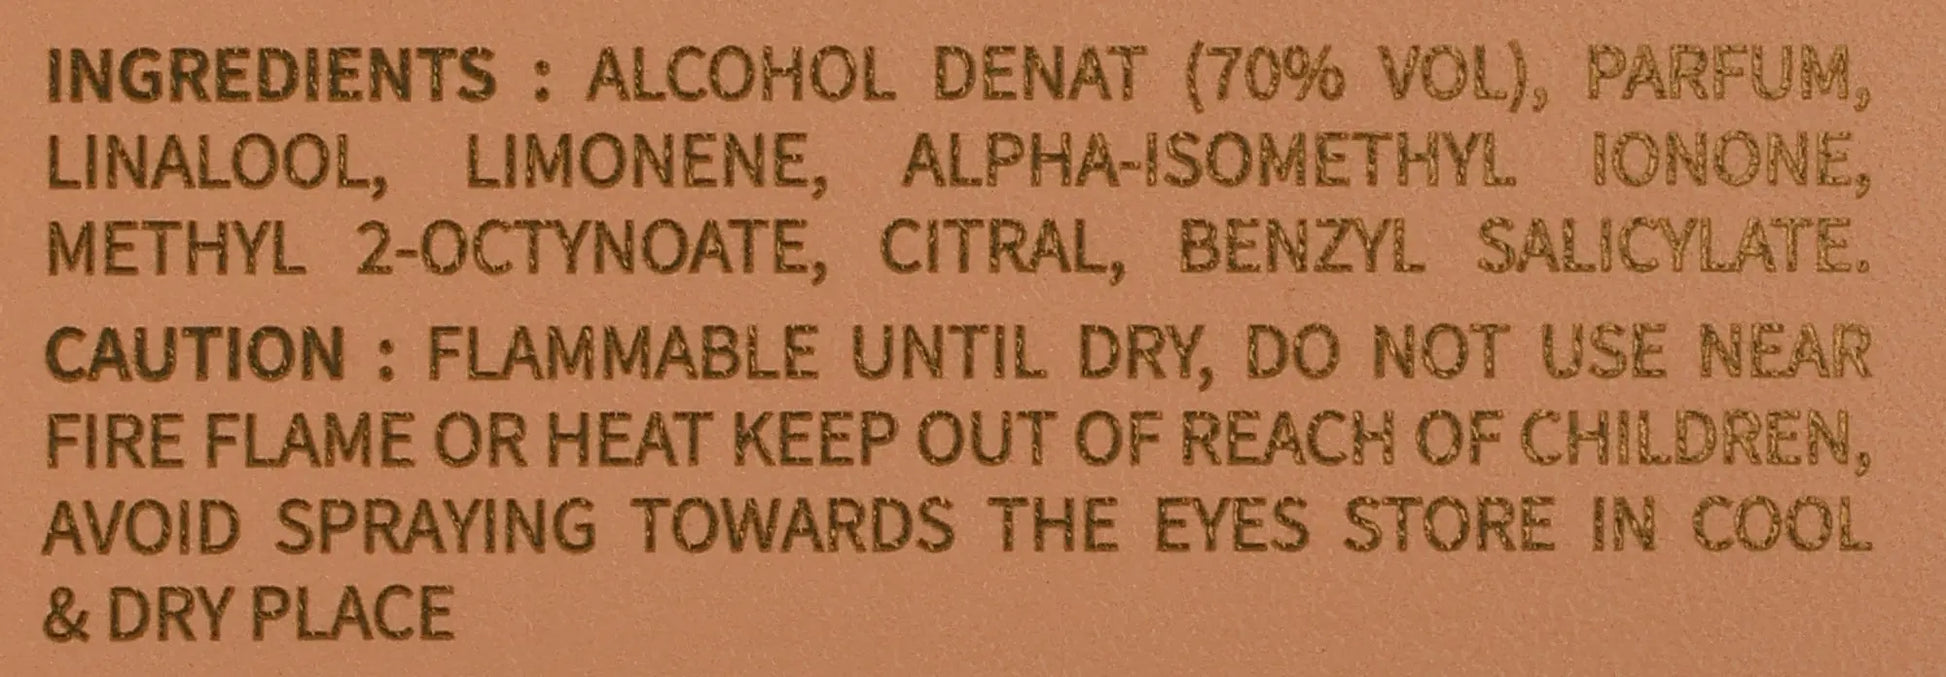 INGREDIENTS : ALCOHOL DENAT (70% VOL), PARFUM,
LINALOOL, LIMONENE, ALPHA-ISOMETHYL IONONE,
METHYL 2-OCTYNOATE, CITRAL, BENZYL SALICYLATE.
CAUTION : FLAMMABLE UNTIL DRY, DO NOT USE NEAR
FIRE FLAME OR HEAT KEEP OUT OF REACH OF CHILDREN,
AVOID SPRAYING TOWARDS THE EYES STORE IN COOL
& DRY PLACE